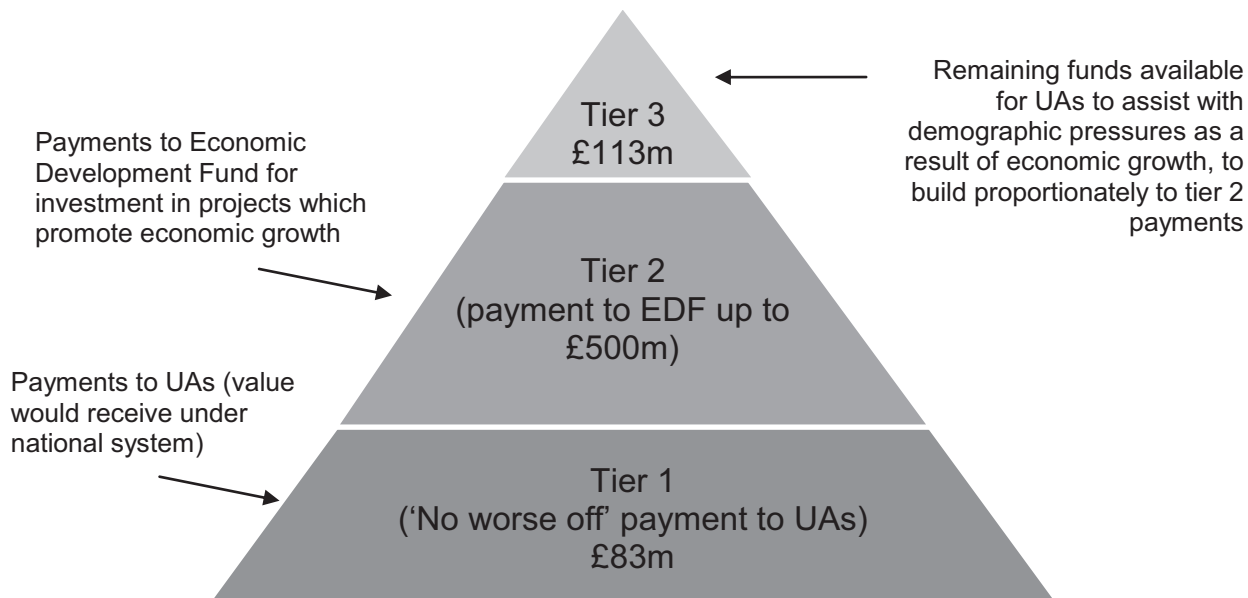 Remaining funds available
for UAs to assist with
demographic pressures as a
result of economic growth, to
build proportionately to tier 2
payments
Tier 3
£113m
Payments to Economic
Development Fund for
investment in projects which
promote economic growth
Tier 2
(payment to EDF up to
£500m)
Payments to UAs (value
would receive under
national system)
Tier 1
(‘No worse off’ payment to UAs)
£83m